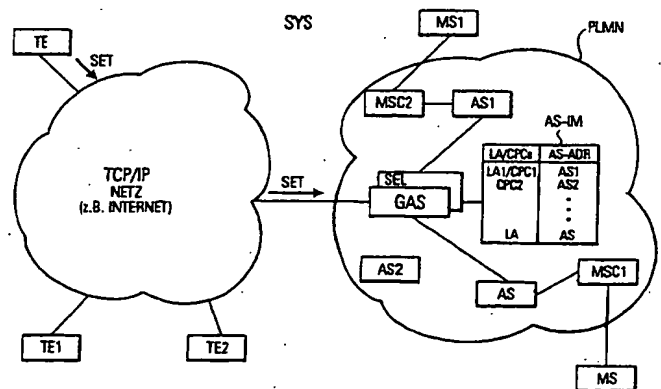 SYS
TE
SET
MS1
PLMN
MSC2
AS1
AS-IM
LA/CPCs AS-ADR
LA1/CPC1 AS1
CPC2 AS2
LA AS
TCP/IP
NETZ
(z.B. INTERNET)
SET
SEL
GAS
AS2
AS
MSC1
TE1
TE2
MS